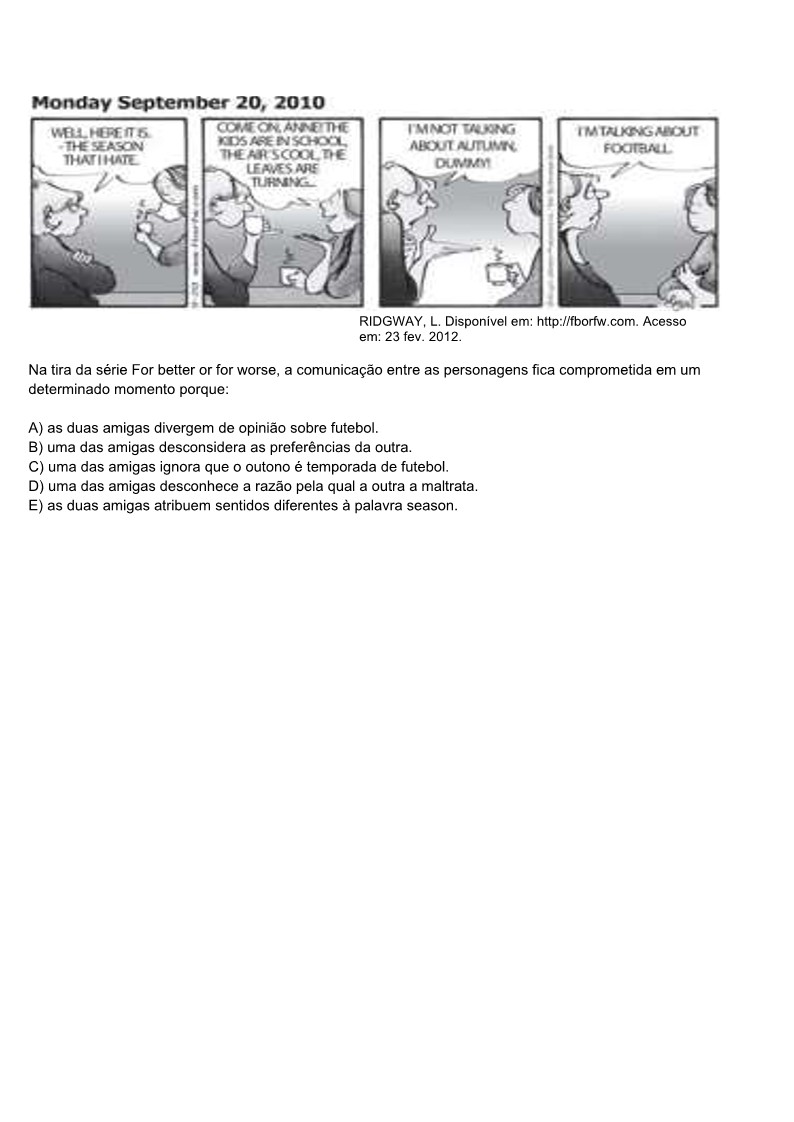 Monday September 20, 2010
WELL, HERE IT IS.
- THE SEASON
THAT I HATE.
COME ON, ANNE! THE
KIDS ARE IN SCHOOL,
THE AIR'S COOL, THE
LEAVES ARE
TURNING...
I'M NOT TALKING
ABOUT AUTUMN,
DUMMY!
I'M TALKING ABOUT
FOOTBALL.
RIDGWAY, L. Disponível em: http://fborfw.com. Acesso
em: 23 fev. 2012.
Na tira da série For better or for worse, a comunicação entre as personagens fica comprometida em um
determinado momento porque:
A) as duas amigas divergem de opinião sobre futebol.
B) uma das amigas desconsidera as preferências da outra.
C) uma das amigas ignora que o outono é temporada de futebol.
D) uma das amigas desconhece a razão pela qual a outra a maltrata.
E) as duas amigas atribuem sentidos diferentes à palavra season.